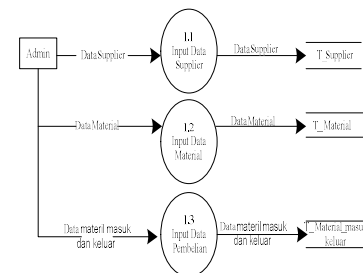 1.1
Admin
Data Supplier
Input Data
Supplier
Data Supplier
T_Supplier
1.2
Data Material
Input Data
Material
Data Material
T_Material
1.3
Data materil masuk
dan keluar
Input Data
Pembelian
Data materil masuk
dan keluar
T_Material_masu
keluar